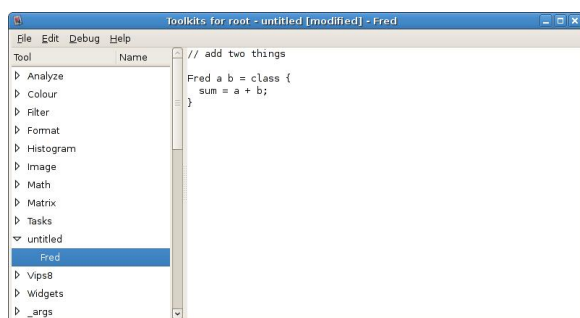 Toolkits for root - untitled [modified] - Fred
File Edit Debug Help
Tool Name
Analyze
Colour
Filter
Format
Histogram
Image
Math
Matrix
Tasks
untitled
Fred
Vips8
Widgets
_args
// add two things
Fred a b = class {
sum = a + b;
}